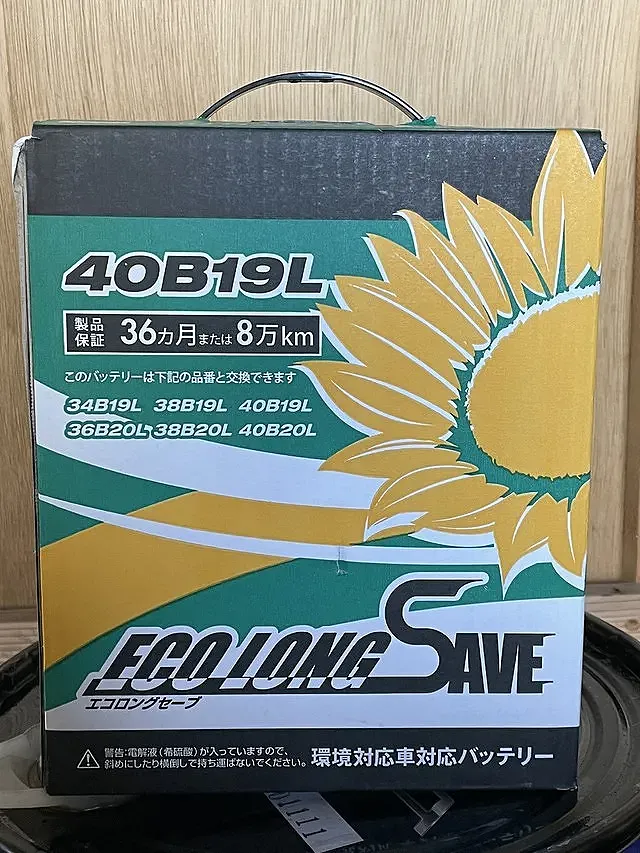 40B19L
製品保証 36カ月または8万km
このバッテリーは下記の品番と交換できます
34B19L 38B19L 40B19L
36B20L 38B20L 40B20L
ECO LONG SAVE
エコロングセーブ
警告:電解液(希硫酸)が入っていますので、
斜めにしたり横倒しで持ち運ばないでください。
環境対応車対応バッテリー